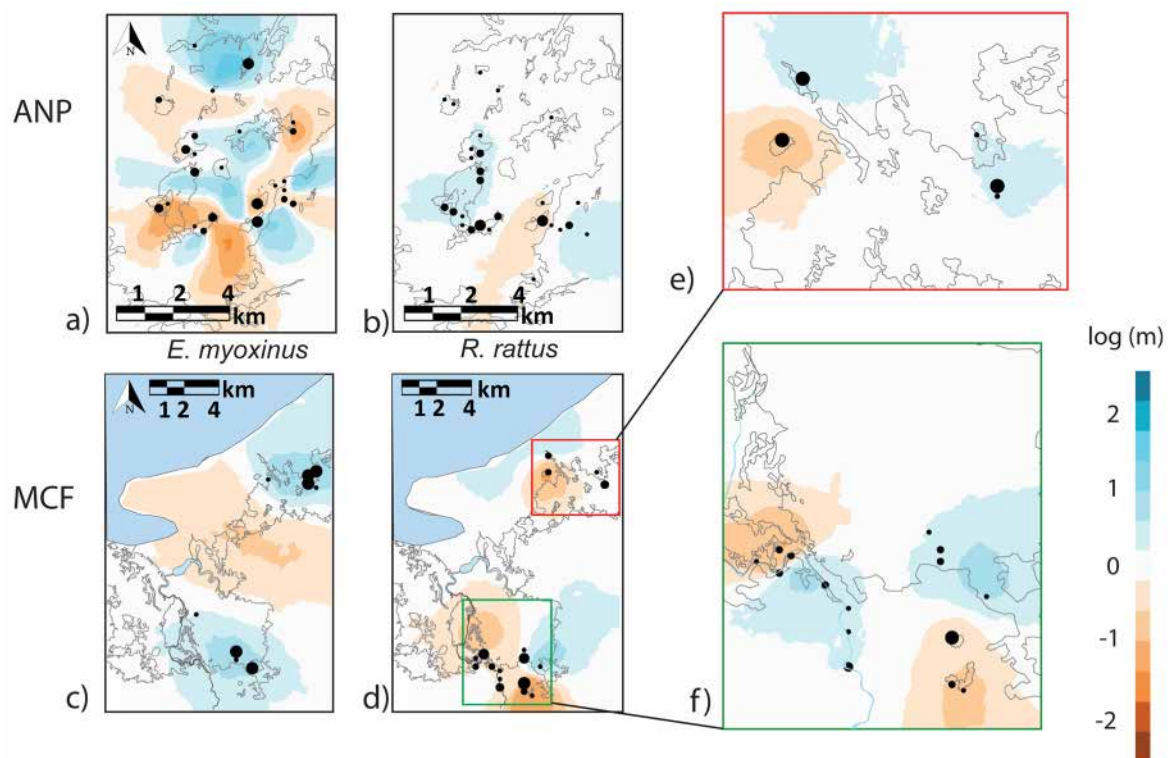 ANP
N
a)
1 2 4
km
E. myoxinus
b)
1 2 4
km
R. rattus
e)
MCF
N
km
1 2 4
c)
km
1 2 4
d)
f)
log (m)
2
1
0
-1
-2